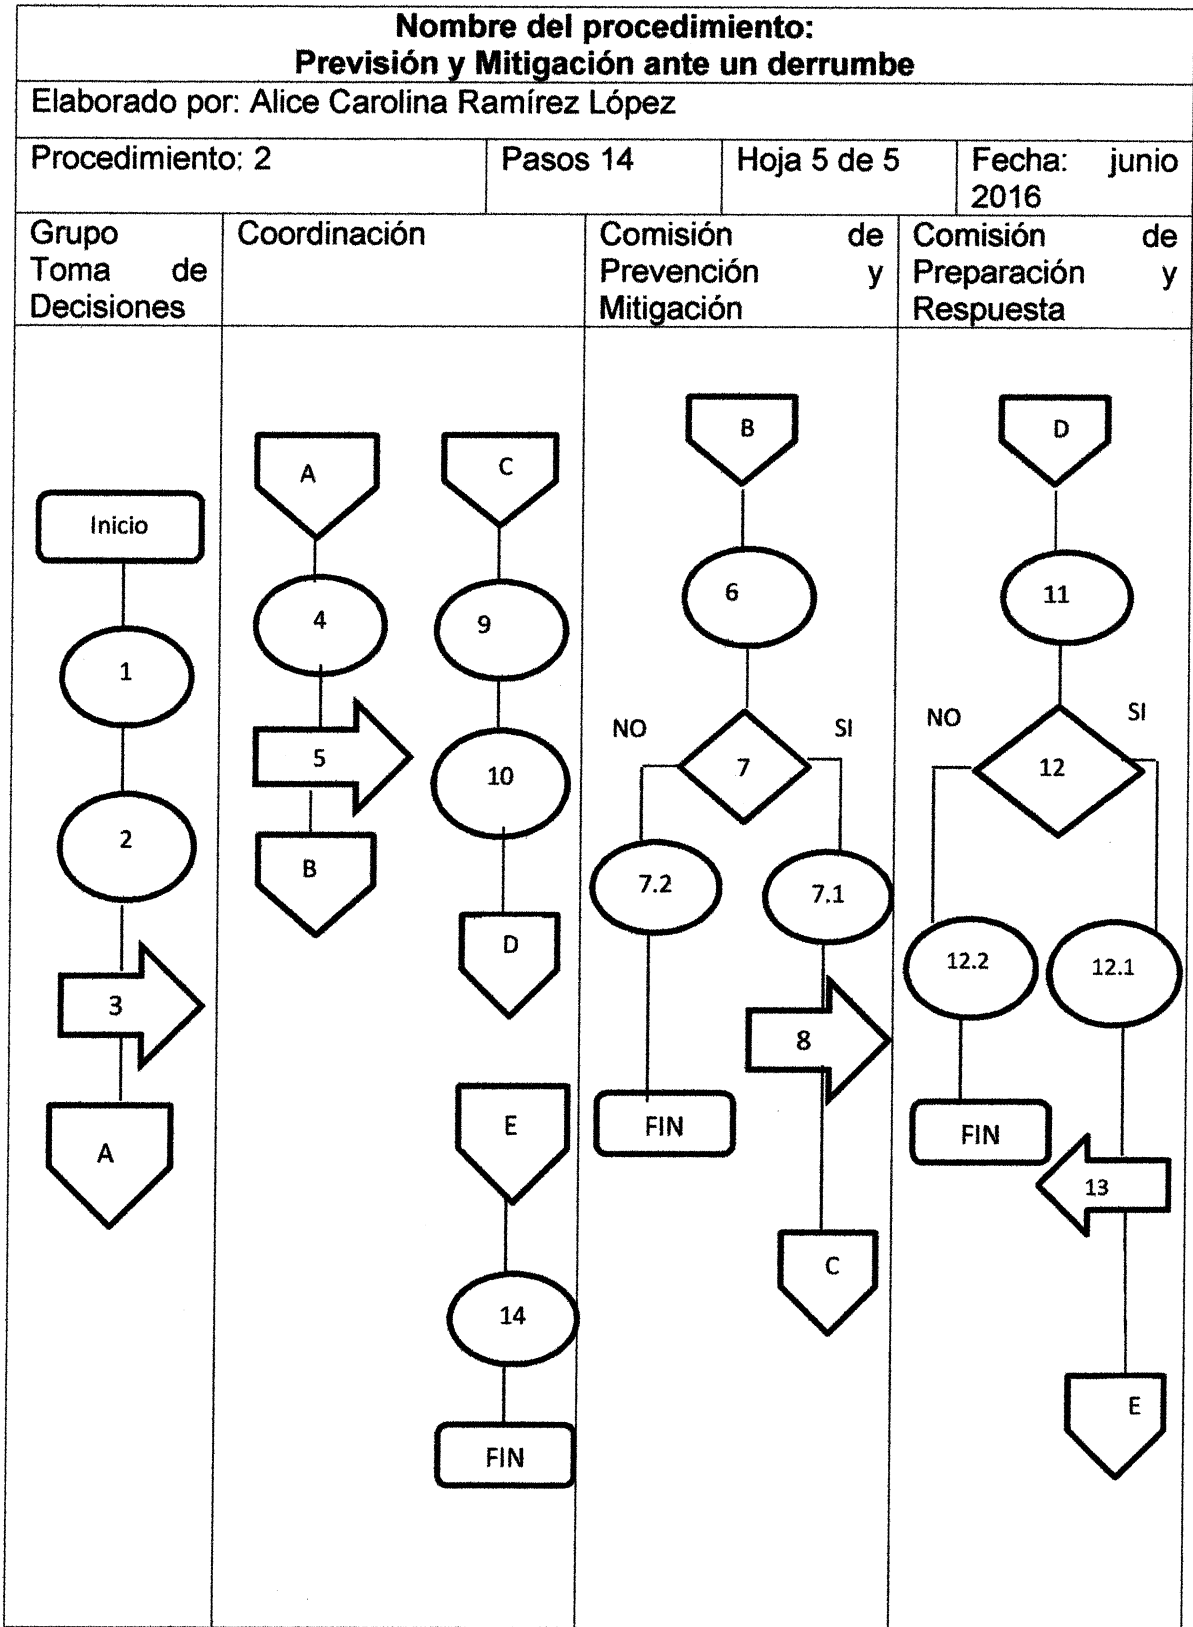 Nombre del procedimiento:
Previsión y Mitigación ante un derrumbe
Elaborado por: Alice Carolina Ramírez López
Procedimiento: 2
Pasos 14
Hoja 5 de 5
Fecha: junio
2016
Grupo
Toma de
Decisiones
Coordinación
Comisión de
Prevención y
Mitigación
Comisión de
Preparación y
Respuesta
Inicio
1
2
3
A
A
4
5
B
C
9
10
D
E
14
FIN
B
6
NO
7
SI
7.2
7.1
8
FIN
C
D
11
NO
12
SI
12.2
12.1
FIN
13
E